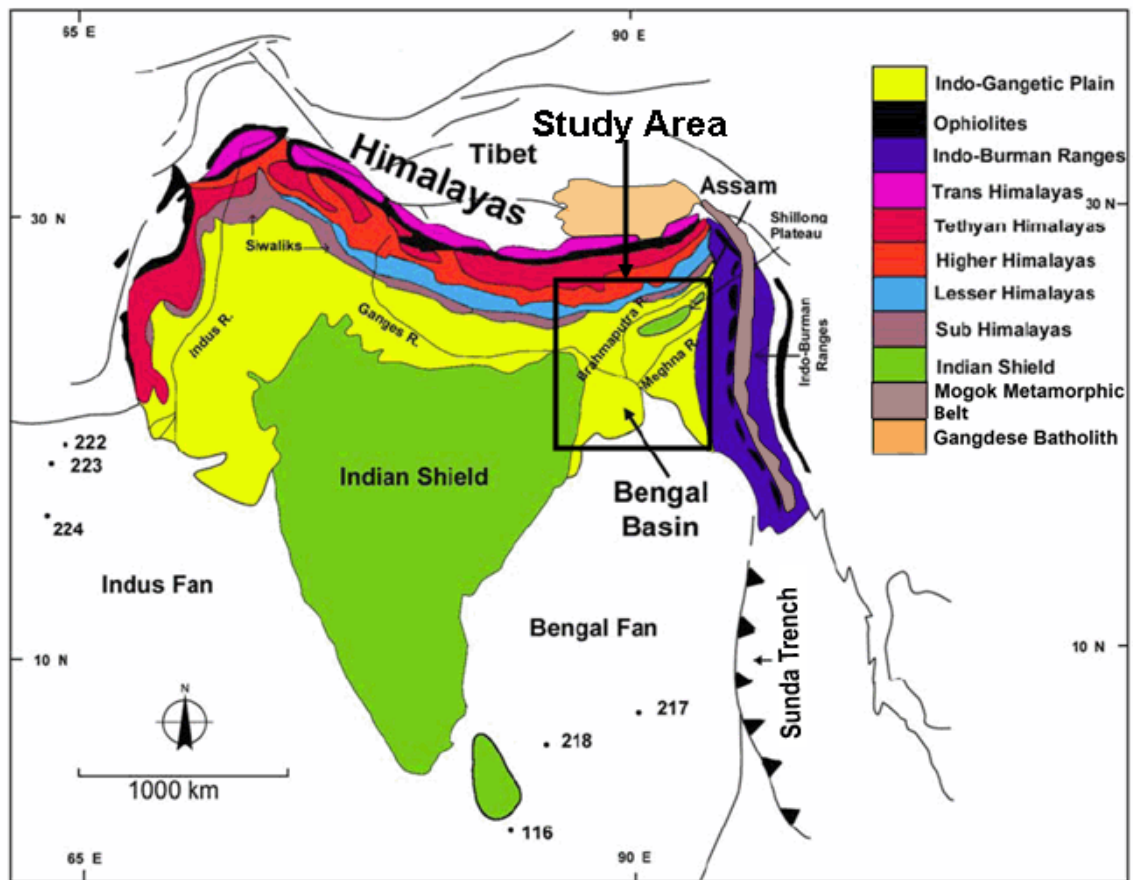 65 E
90 E
Indo-Gangetic Plain
Ophiolites
Indo-Burman Ranges
Trans Himalayas
Tethyan Himalayas
Higher Himalayas
Lesser Himalayas
Sub Himalayas
Indian Shield
Mogok Metamorphic
Belt
Gangdese Batholith
Study Area
Himalayas
Tibet
Assam
Shillong
Plateau
30 N
30 N
Siwaliks
Indus R.
Ganges R.
Brahmaputra R.
Meghna R.
Indo-Burman
Ranges
222
223
224
Indian Shield
Bengal
Basin
Indus Fan
Bengal Fan
Sunda Trench
10 N
10 N
N
217
218
1000 km
116
65 E
90 E